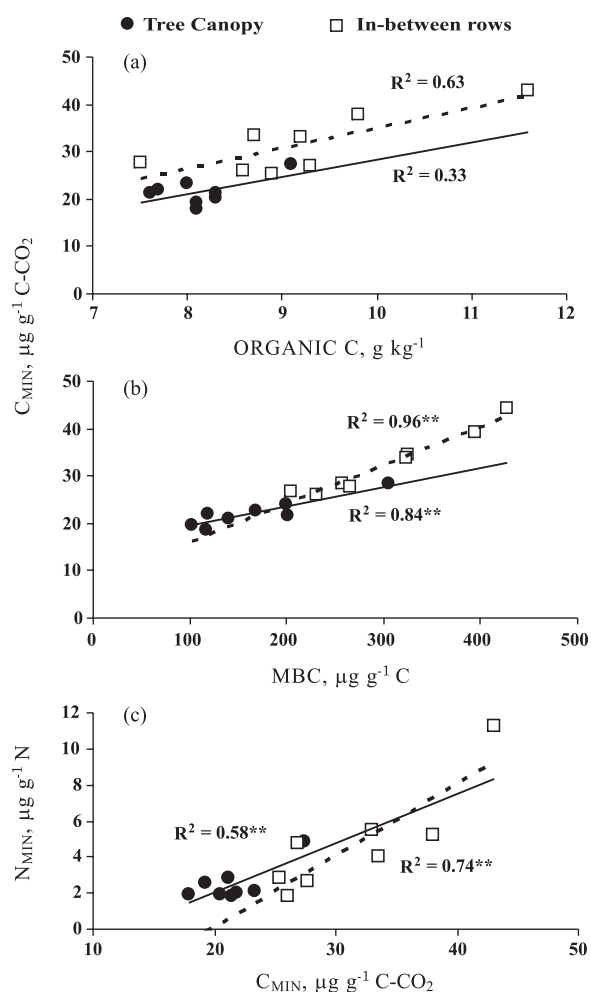 ● Tree Canopy □ In-between rows
(a)
50
40
30
20
10
0
R² = 0.63
R² = 0.33
7 8 9 10 11 12
ORGANIC C, g kg⁻¹
C_MIN, µg g⁻¹ C-CO₂
(b)
50
40
30
20
10
0
R² = 0.96**
R² = 0.84**
0 100 200 300 400 500
MBC, µg g⁻¹ C
(c)
12
10
8
6
4
2
0
R² = 0.58**
R² = 0.74**
N_MIN, µg g⁻¹ N
10 20 30 40 50
C_MIN, µg g⁻¹ C-CO₂